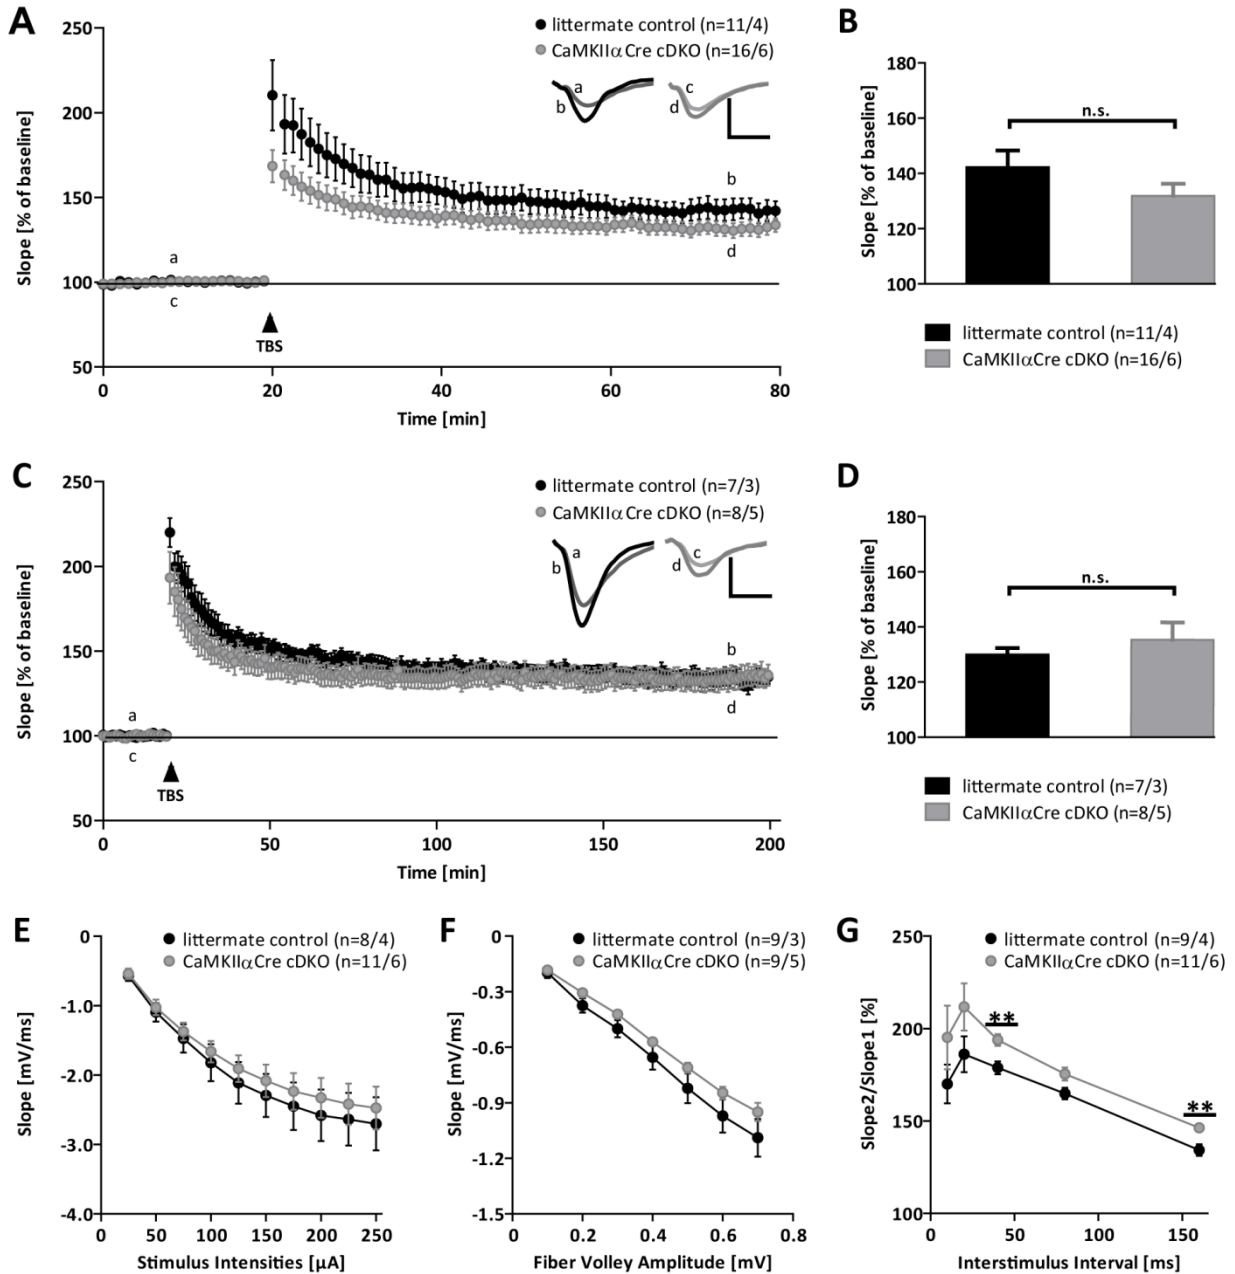 A
250
200
150
100
50
Slope [% of baseline]
littermate control (n=11/4)
CaMKIIαCre cDKO (n=16/6)
a
b
c
d
b
d
a
c
TBS
0
20
40
60
80
Time [min]
B
180
160
140
120
100
Slope [% of baseline]
n.s.
littermate control (n=11/4)
CaMKIIαCre cDKO (n=16/6)
C
250
200
150
100
50
Slope [% of baseline]
littermate control (n=7/3)
CaMKIIαCre cDKO (n=8/5)
a
b
c
d
b
d
a
c
TBS
0
50
100
150
200
Time [min]
D
180
160
140
120
100
Slope [% of baseline]
n.s.
littermate control (n=7/3)
CaMKIIαCre cDKO (n=8/5)
E
littermate control (n=8/4)
CaMKIIαCre cDKO (n=11/6)
0
-1.0
-2.0
-3.0
-4.0
Slope [mV/ms]
0
50
100
150
200
250
Stimulus Intensities [µA]
F
littermate control (n=9/3)
CaMKIIαCre cDKO (n=9/5)
0
-0.3
-0.6
-0.9
-1.2
-1.5
Slope [mV/ms]
0
0.2
0.4
0.6
0.8
Fiber Volley Amplitude [mV]
G
littermate control (n=9/4)
CaMKIIαCre cDKO (n=11/6)
250
200
150
100
Slope2/Slope1 [%]
**
**
0
50
100
150
Interstimulus Interval [ms]